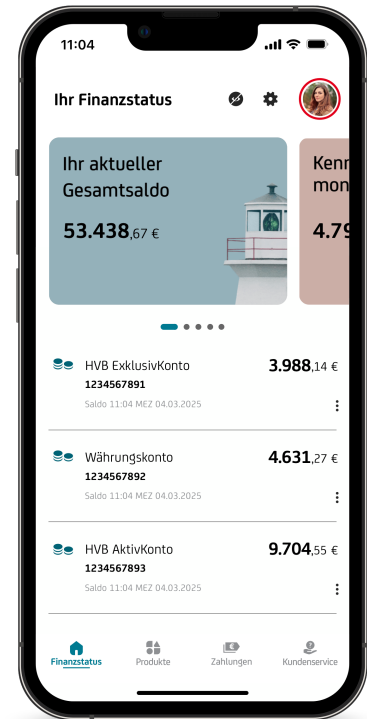 11:04
Ihr Finanzstatus
Ihr aktueller
Gesamtsaldo
53.438,67 €
Kenn
mon
4.79
HVB ExklusivKonto
3.988,14 €
1234567891
Saldo 11:04 MEZ 04.03.2025
Währungskonto
4.631,27 €
1234567892
Saldo 11:04 MEZ 04.03.2025
HVB AktivKonto
9.704,55 €
1234567893
Saldo 11:04 MEZ 04.03.2025
Finanzstatus Produkte Zahlungen Kundenservice